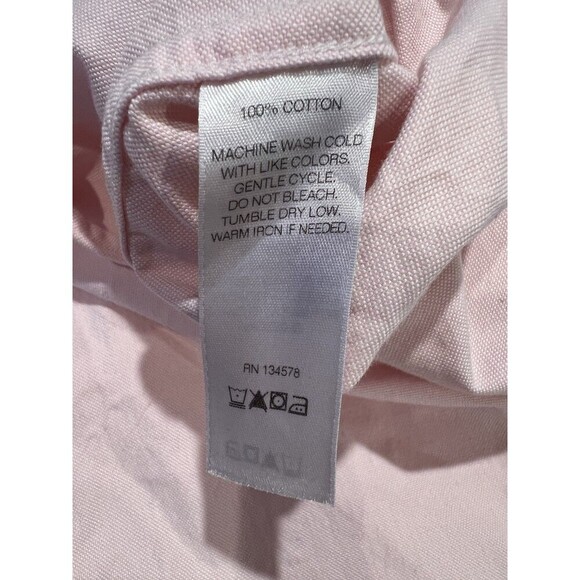 100% COTTON
MACHINE WASH COLD
WITH LIKE COLORS.
GENTLE CYCLE.
DO NOT BLEACH.
TUMBLE DRY LOW.
WARM IRON IF NEEDED.
RN 134578